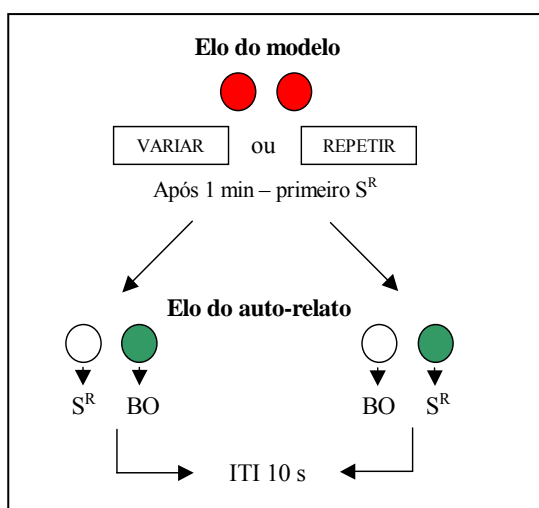 Elo do modelo
VARIAR ou REPETIR
Após 1 min – primeiro S^R
Elo do auto-relato
S^R BO BO S^R
ITI 10 s